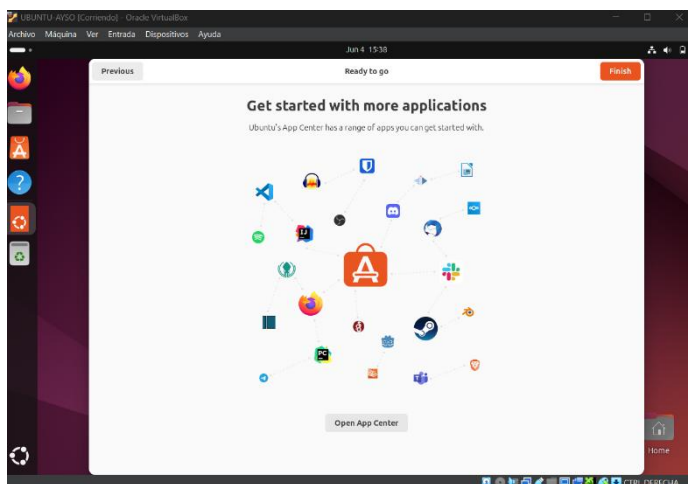 UBUNTU-AYSO [Corriendo] - Oracle VirtualBox
Archivo Máquina Ver Entrada Dispositivos Ayuda
Jun 4 15:38
Previous
Ready to go
Finish
Get started with more applications
Ubuntu's App Center has a range of apps you can get started with.
IJ
PC
Open App Center
Home
CTRL DERECHA